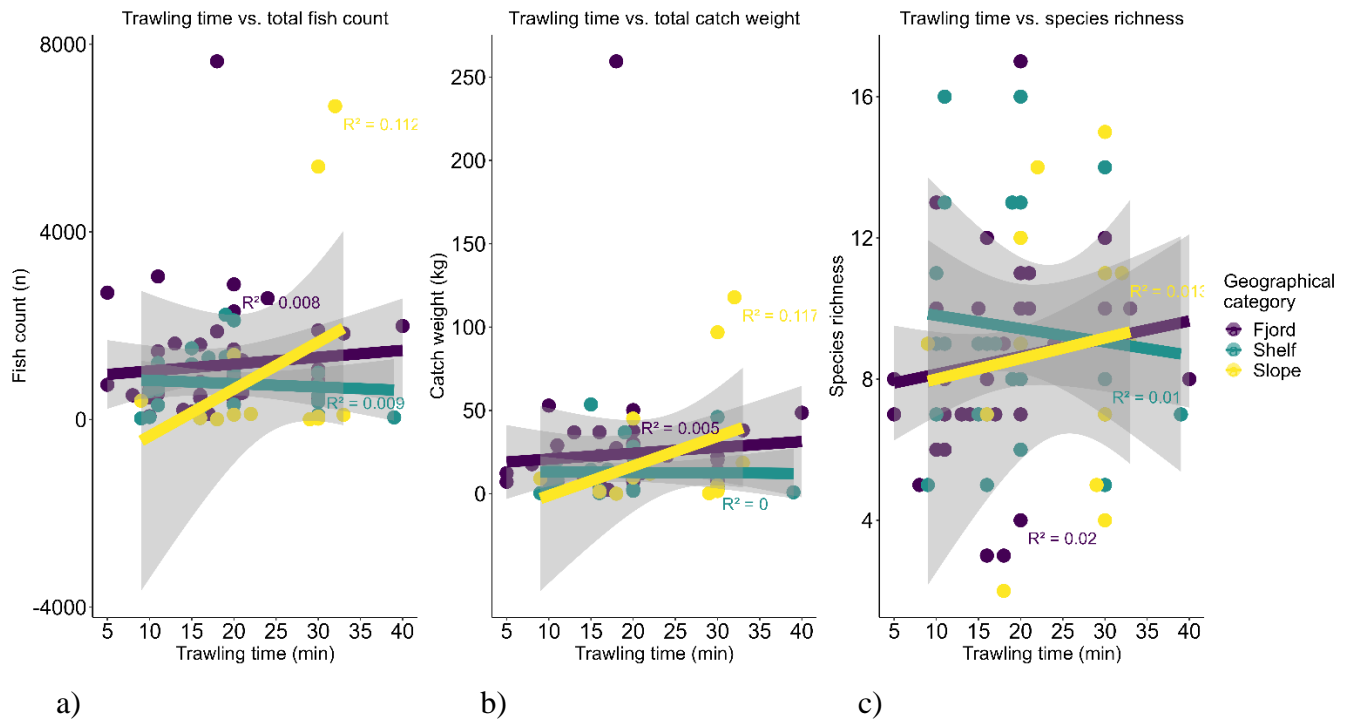 Trawling time vs. total fish count
Trawling time vs. total catch weight
Trawling time vs. species richness
Fish count (n)
8000
4000
0
-4000
R² = 0.112
R² = 0.008
R² = 0.009
5 10 15 20 25 30 35 40
Trawling time (min)
Catch weight (kg)
250
200
150
100
50
0
R² = 0.117
R² = 0.005
R² = 0
5 10 15 20 25 30 35 40
Trawling time (min)
Species richness
16
12
8
4
R² = 0.013
R² = 0.01
R² = 0.02
5 10 15 20 25 30 35 40
Trawling time (min)
Geographical
category
Fjord
Shelf
Slope
a)
b)
c)